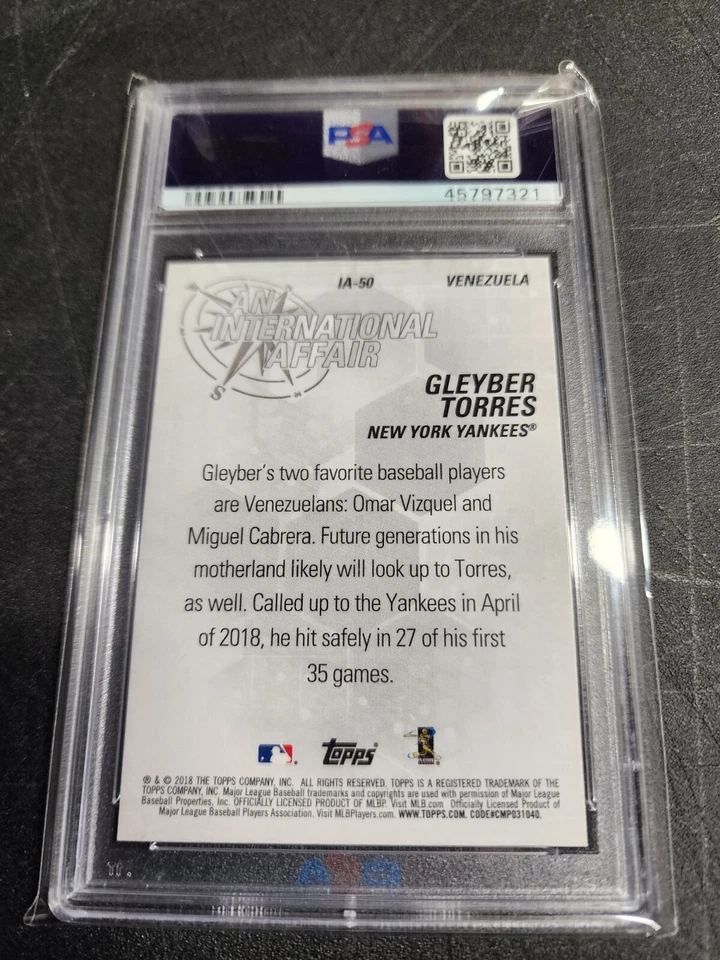 PSA
45797321
IA-50 VENEZUELA
AN
INTERNATIONAL
AFFAIR
S
GLEYBER
TORRES
NEW YORK YANKEES®
Gleyber's two favorite baseball players
are Venezuelans: Omar Vizquel and
Miguel Cabrera. Future generations in his
motherland likely will look up to Torres,
as well. Called up to the Yankees in April
of 2018, he hit safely in 27 of his first
35 games.
Topps
® & © 2018 THE TOPPS COMPANY, INC. ALL RIGHTS RESERVED. TOPPS IS A REGISTERED TRADEMARK OF THE
TOPPS COMPANY, INC. Major League Baseball trademarks and copyrights are used with permission of Major League
Baseball Properties, Inc. OFFICIALLY LICENSED PRODUCT OF MLBP. Visit MLB.com Officially Licensed Product of
Major League Baseball Players Association. Visit MLBPlayers.com. WWW.TOPPS.COM. CODE#CMP031040.